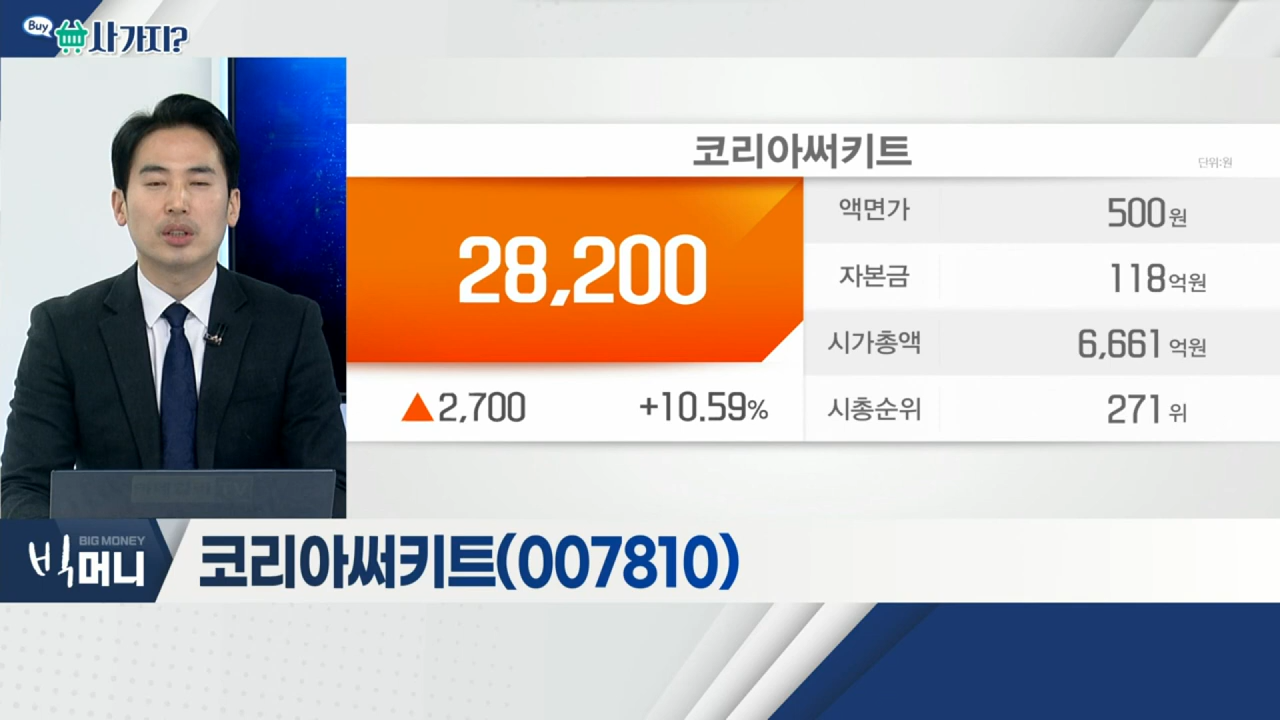 Buy
사가지?
코리아써키트
단위:원
28,200
▲2,700 +10.59%
액면가 500원
자본금 118억원
시가총액 6,661억원
시총순위 271위
BIG MONEY
빅머니
코리아써키트(007810)